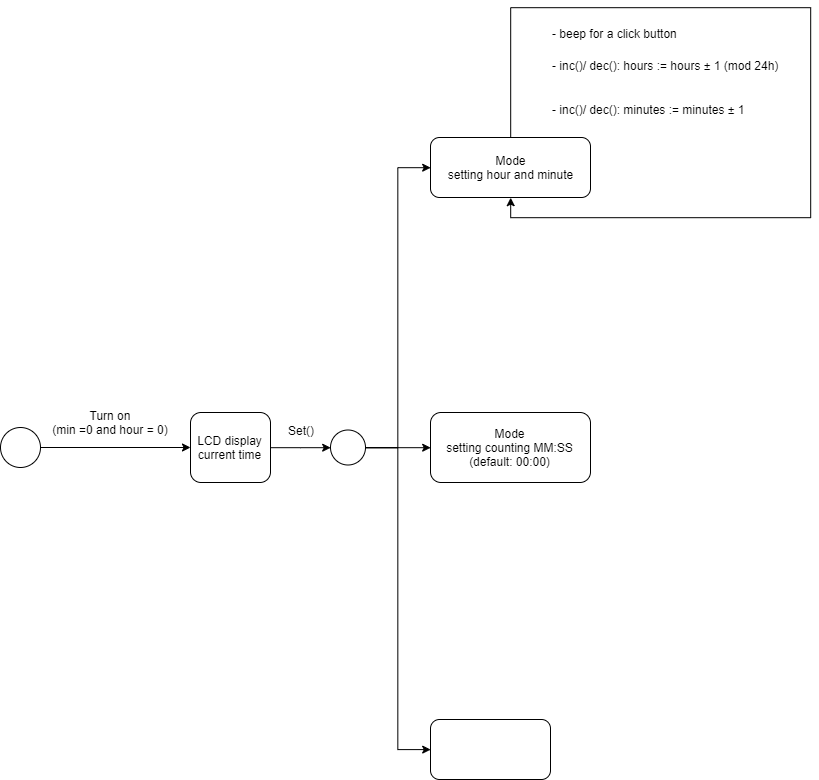 - beep for a click button
- inc()/ dec(): hours := hours ± 1 (mod 24h)
- inc()/ dec(): minutes := minutes ± 1
Mode
setting hour and minute
Turn on
(min =0 and hour = 0)
LCD display
current time
Set()
Mode
setting counting MM:SS
(default: 00:00)